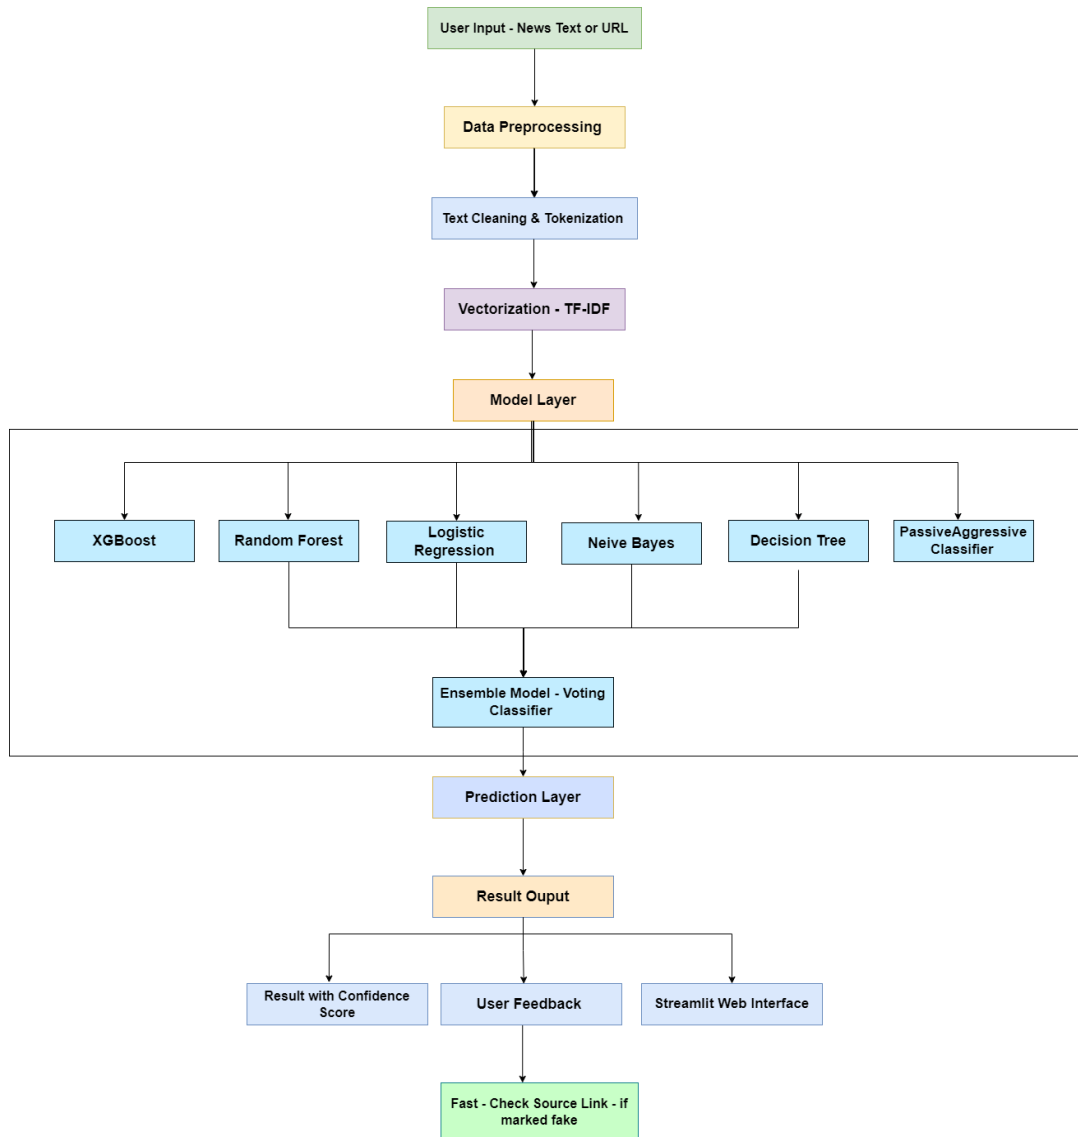 User Input - News Text or URL
Data Preprocessing
Text Cleaning & Tokenization
Vectorization - TF-IDF
Model Layer
XGBoost
Random Forest
Logistic
Regression
Neive Bayes
Decision Tree
PassiveAggressive
Classifier
Ensemble Model - Voting
Classifier
Prediction Layer
Result Ouput
Result with Confidence
Score
User Feedback
Streamlit Web Interface
Fast - Check Source Link - if
marked fake